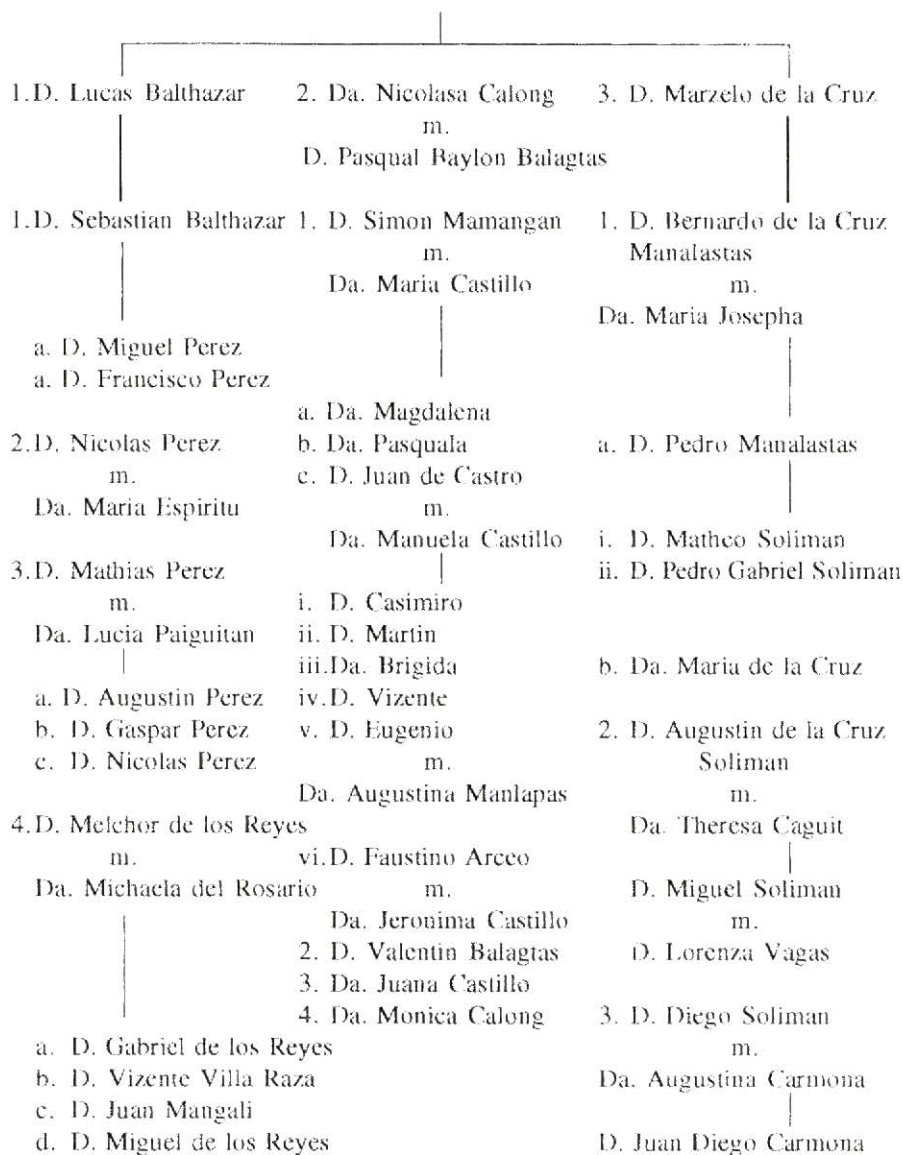 1.D. Lucas Balthazar
1.D. Sebastian Balthazar
a. D. Miguel Perez
a. D. Francisco Perez
2.D. Nicolas Perez
m.
Da. Maria Espiritu
3.D. Mathias Perez
m.
Da. Lucia Paiguitan
a. D. Augustin Perez
b. D. Gaspar Perez
c. D. Nicolas Perez
4.D. Melchor de los Reyes
m.
Da. Michaela del Rosario
a. D. Gabriel de los Reyes
b. D. Vizente Villa Raza
c. D. Juan Mangali
d. D. Miguel de los Reyes
2. Da. Nicolasa Calong
m.
D. Pasqual Baylon Balagtas
1. D. Simon Mamangan
m.
Da. Maria Castillo
a. Da. Magdalena
b. Da. Pasquala
c. D. Juan de Castro
m.
Da. Manuela Castillo
i. D. Casimiro
ii. D. Martin
iii.Da. Brigida
iv.D. Vizente
v. D. Eugenio
m.
Da. Augustina Manlapas
vi.D. Faustino Arceo
m.
Da. Jeronima Castillo
2. D. Valentin Balagtas
3. Da. Juana Castillo
4. Da. Monica Calong
3. D. Marzelo de la Cruz
1. D. Bernardo de la Cruz
Manalastas
m.
Da. Maria Josepha
a. D. Pedro Manalastas
i. D. Matheo Soliman
ii. D. Pedro Gabriel Soliman
b. Da. Maria de la Cruz
2. D. Augustin de la Cruz
Soliman
m.
Da. Theresa Caguit
D. Miguel Soliman
m.
D. Lorenza Vagas
3. D. Diego Soliman
m.
Da. Augustina Carmona
D. Juan Diego Carmona